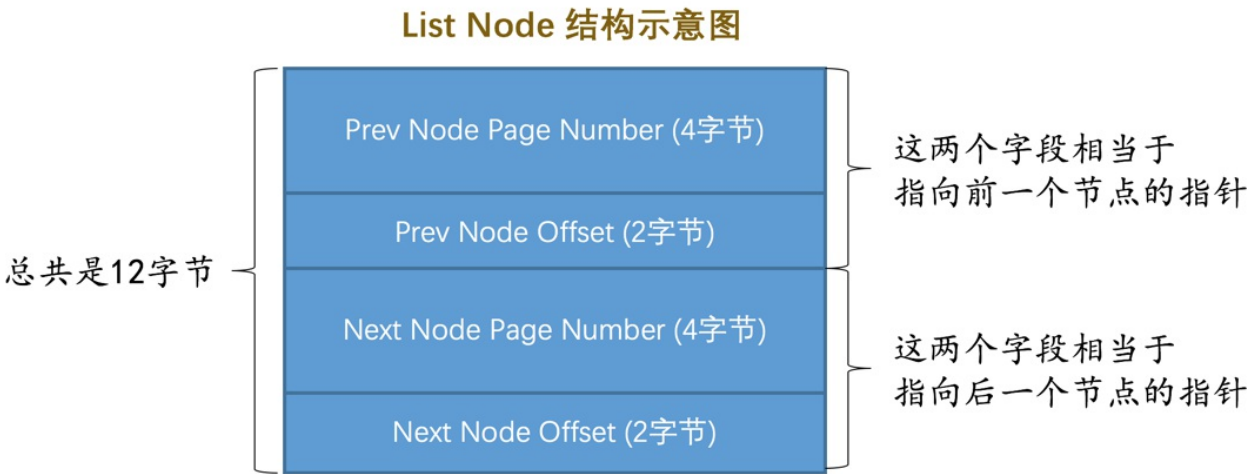 List Node 结构示意图
Prev Node Page Number (4字节)
Prev Node Offset (2字节)
Next Node Page Number (4字节)
Next Node Offset (2字节)
总共是12字节
这两个字段相当于
指向前一个节点的指针
这两个字段相当于
指向后一个节点的指针